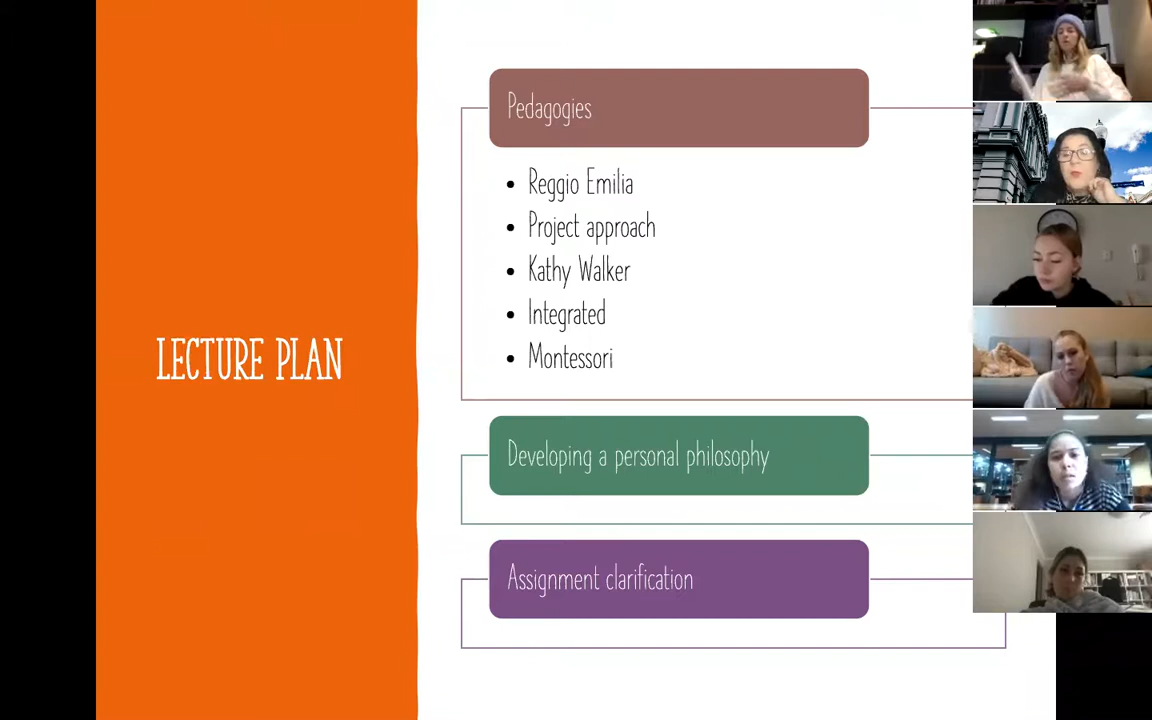 LECTURE PLAN
Pedagogies
Reggio Emilia
Project approach
Kathy Walker
Integrated
Montessori
Developing a personal philosophy
Assignment clarification